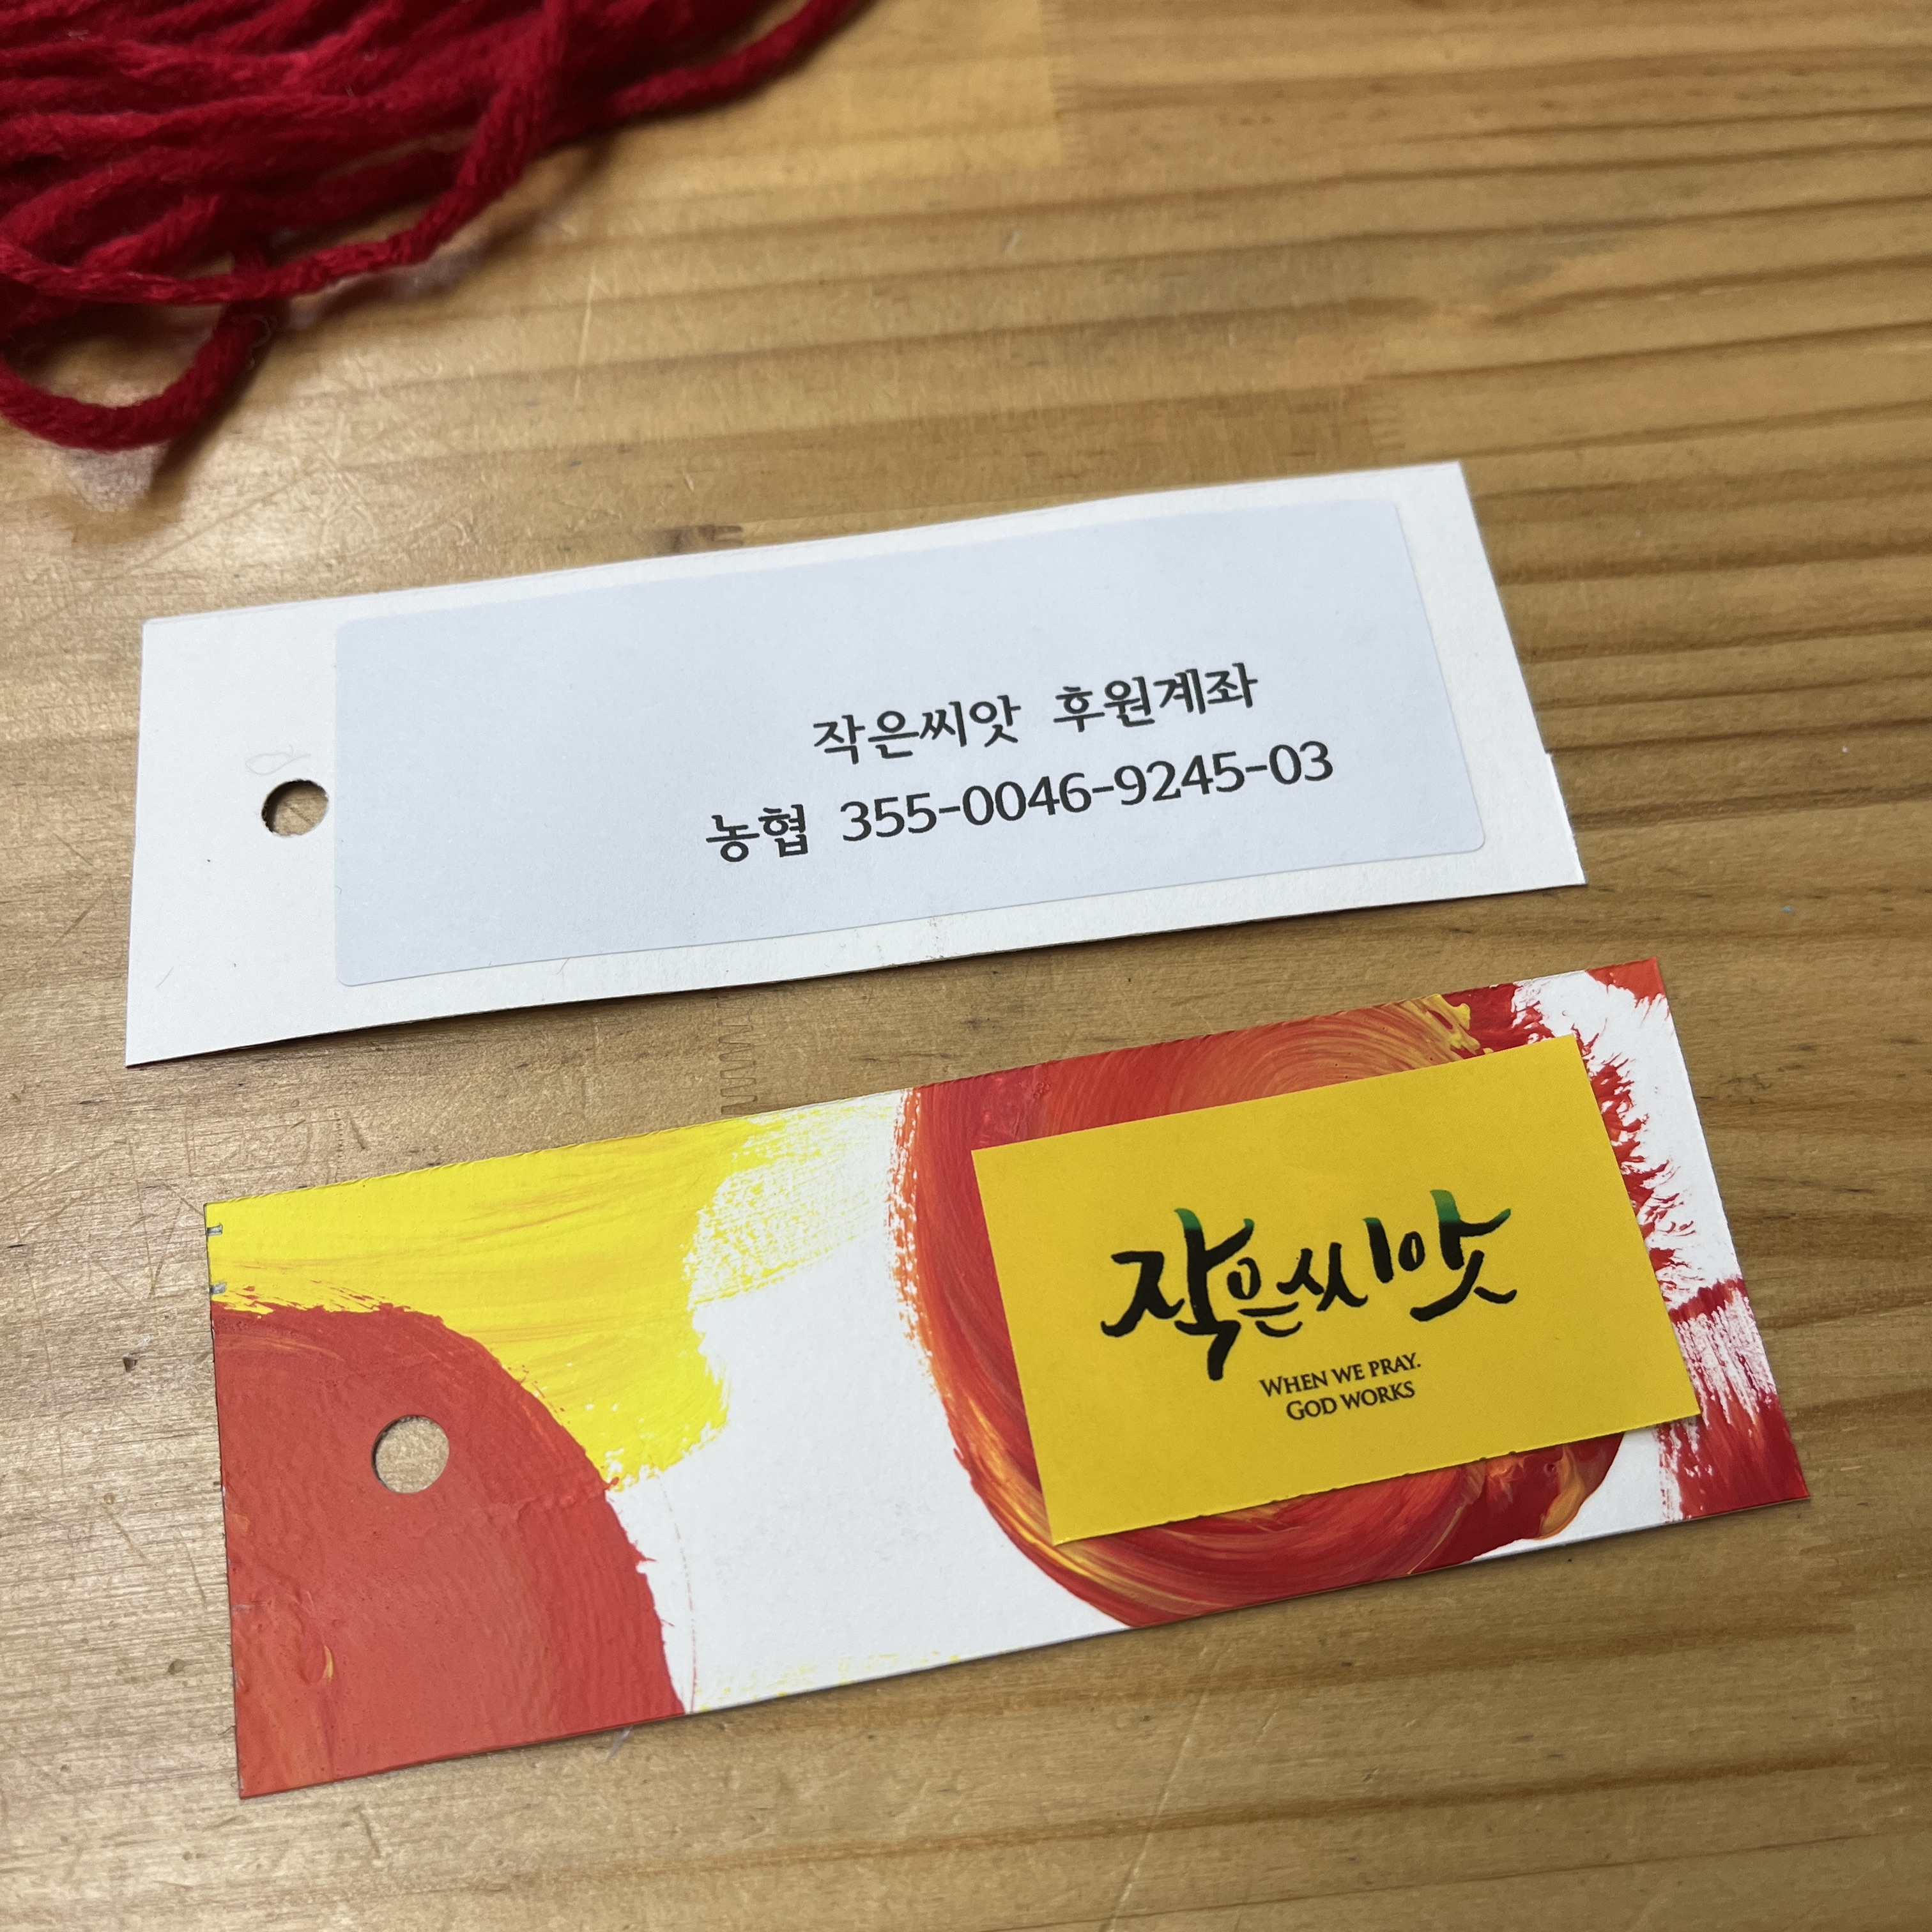 작은씨앗 후원계좌
농협 355-0046-9245-03
작은씨앗
WHEN WE PRAY.
GOD WORKS